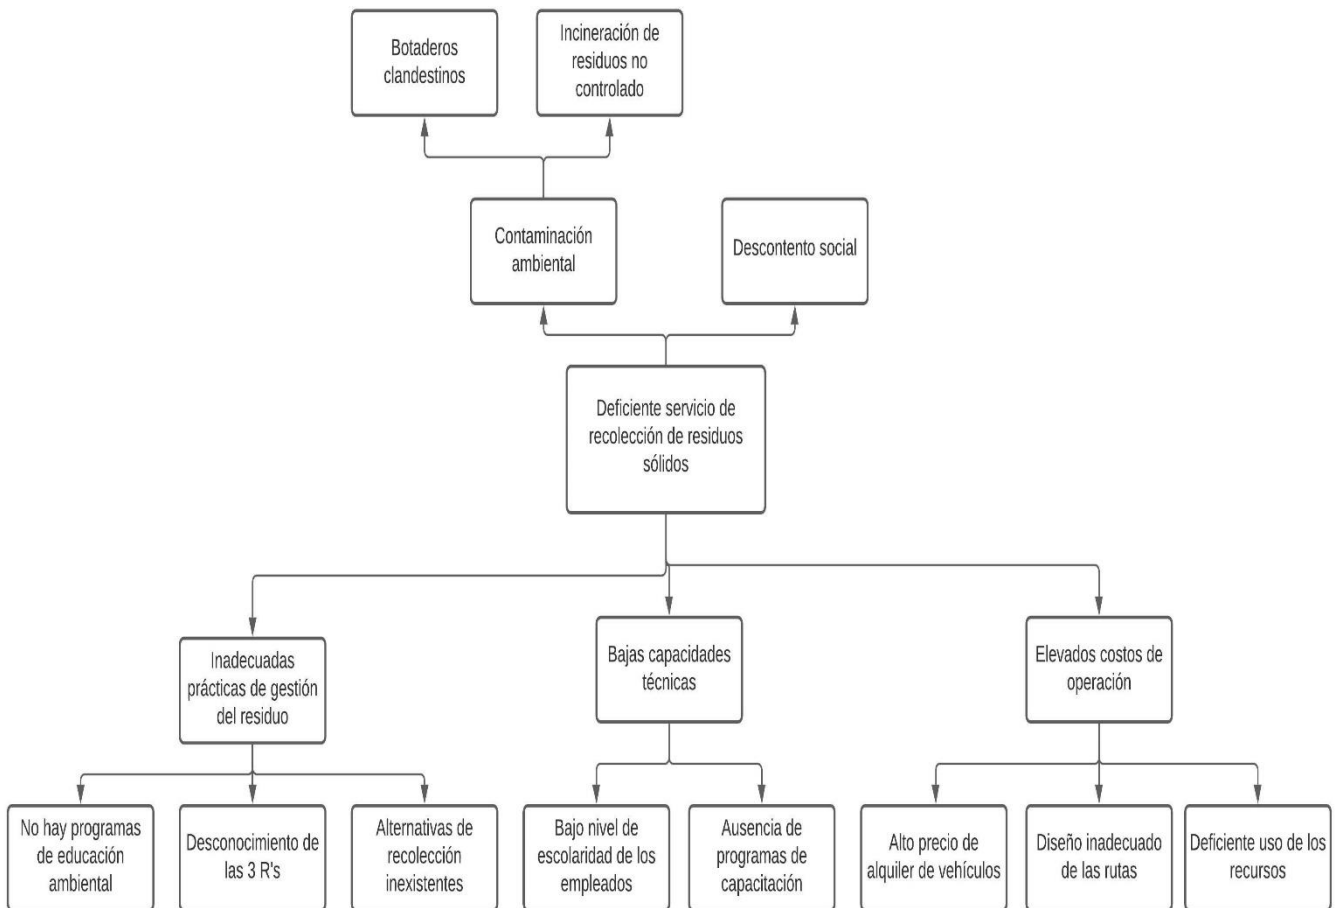 Botaderos
clandestinos
Incineración de
residuos no
controlado
Contaminación
ambiental
Descontento social
Deficiente servicio de
recolección de residuos
sólidos
Inadecuadas
prácticas de gestión
del residuo
Bajas capacidades
técnicas
Elevados costos de
operación
No hay programas
de educación
ambiental
Desconocimiento de
las 3 R's
Alternativas de
recolección
inexistentes
Bajo nivel de
escolaridad de los
empleados
Ausencia de
programas de
capacitación
Alto precio de
alquiler de vehículos
Diseño inadecuado
de las rutas
Deficiente uso de los
recursos